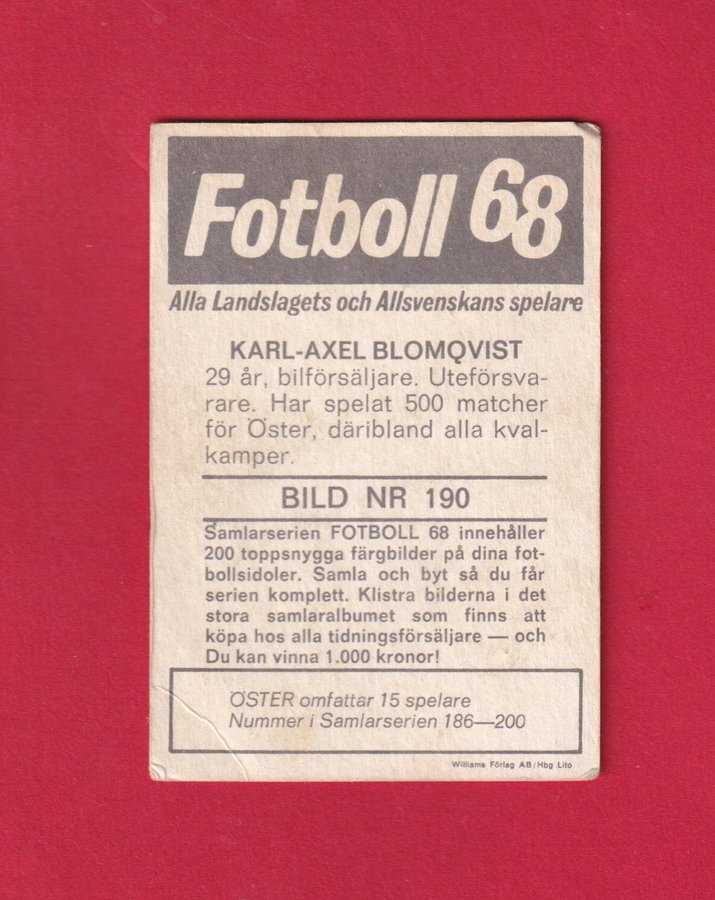 Fotboll 68
Alla Landslagets och Allsvenskans spelare
KARL-AXEL BLOMQVIST
29 år, bilförsäljare. Uteförsva-
rare. Har spelat 500 matcher
för Öster, däribland alla kval-
kamper.
BILD NR 190
Samlarserien FOTBOLL 68 innehåller
200 toppsnygga färgbilder på dina fot-
bollsidoler. Samla och byt så du får
serien komplett. Klistra bilderna i det
stora samlaralbumet som finns att
köpa hos alla tidningsförsäljare — och
Du kan vinna 1.000 kronor!
ÖSTER omfattar 15 spelare
Nummer i Samlarserien 186—200
Williams Förlag AB/Hbg Lito